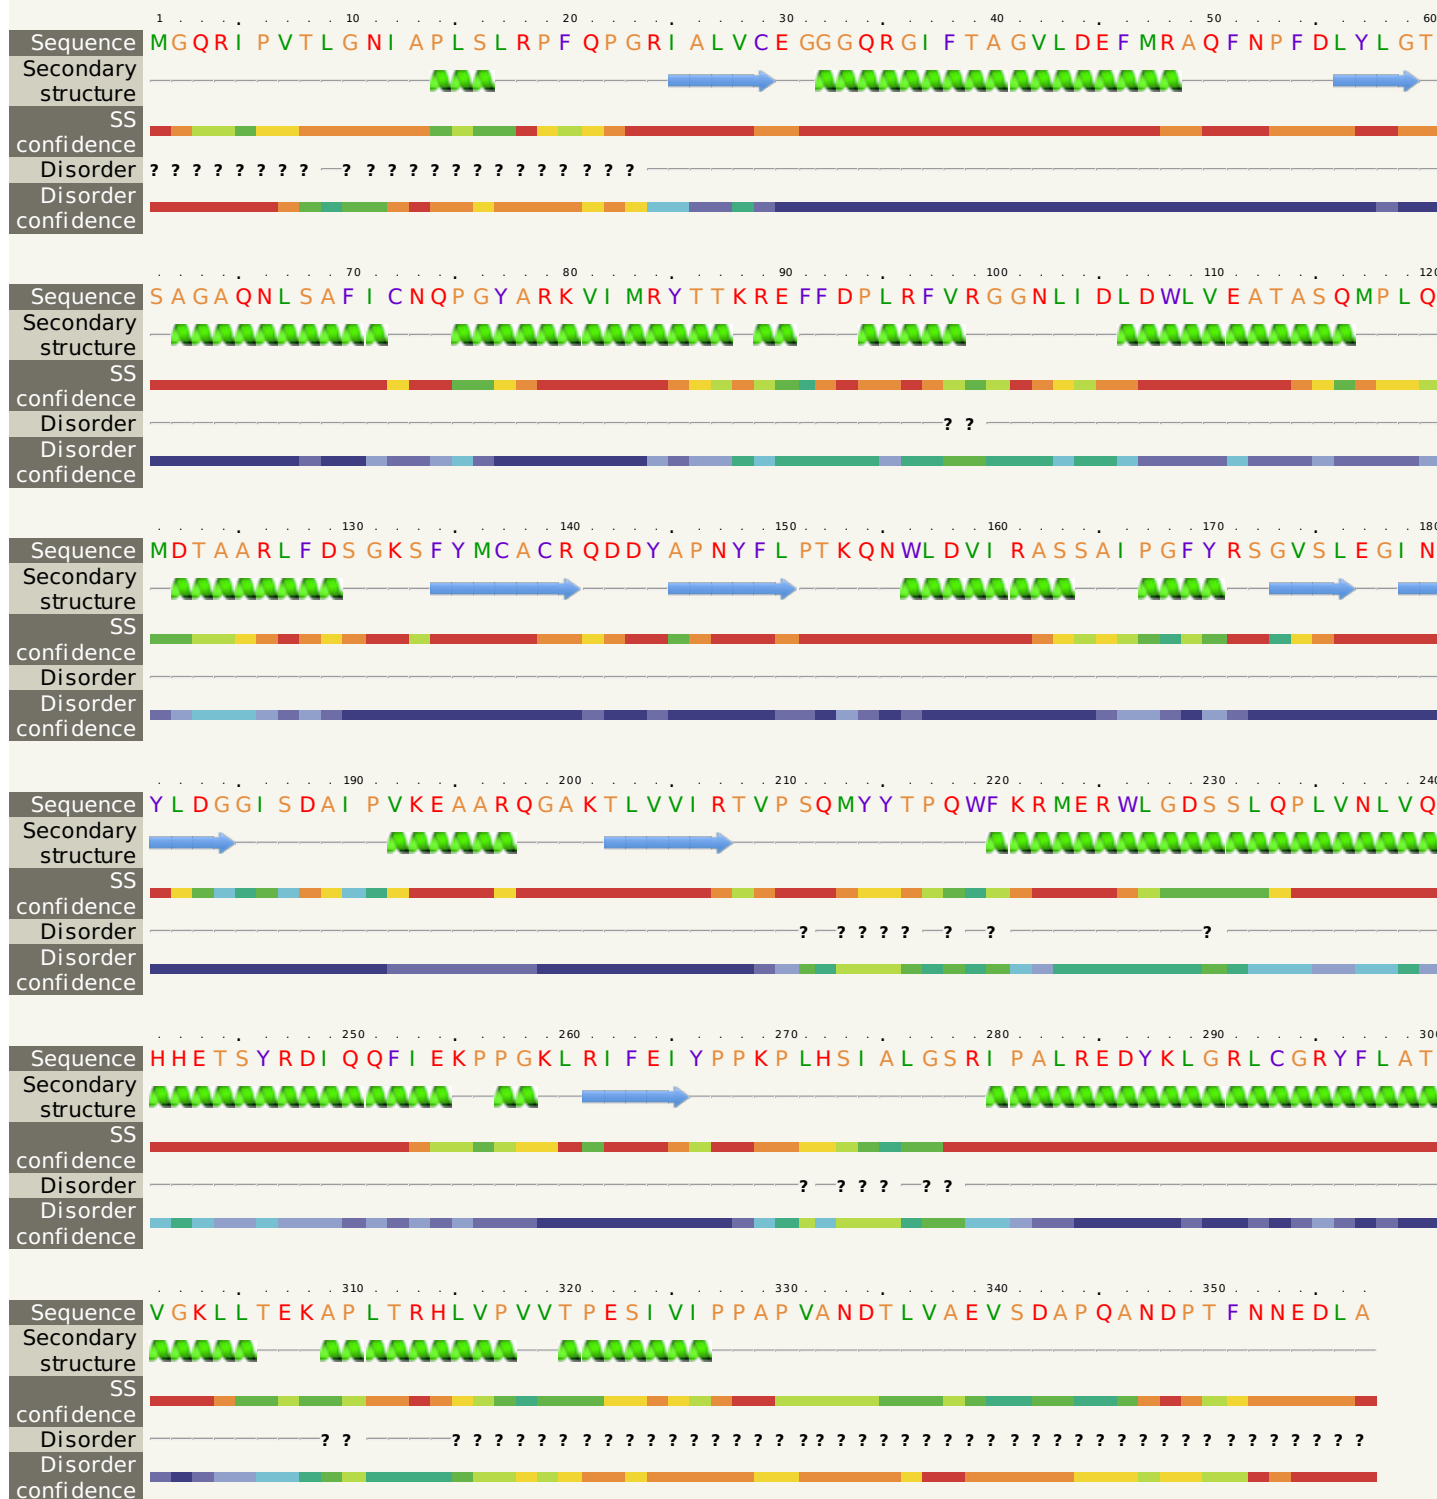 1 10 20 30 40 50 60
Sequence MGQRIPVTLGNIAPLSLRPFQPGRIALVCEGGGQRGIFTAGVLDEFMRAQFNPFDLYLGT
Secondary
structure
SS
confidence
Disorder ? ? ? ? ? ? ? ? ? ? ? ? ? ? ? ? ? ? ? ? ? ?
Disorder
confidence
70 80 90 100 110 120
Sequence SAGAQNLSAFICNQPGYARKVIMRYTTKREFFDPLRFVRGGNLIDLDWLVEATASQMPLQ
Secondary
structure
SS
confidence
Disorder ? ?
Disorder
confidence
130 140 150 160 170 180
Sequence MDTAARLFDSGKSFYMCACRQDDYAPNYFLPTKQNWLDVIRASSAIPGFYRSGVSLEGIN
Secondary
structure
SS
confidence
Disorder
Disorder
confidence
190 200 210 220 230 240
Sequence YLDGGISDAIPVKEAARQGAKTLVVIRTVPSQMYYTPQWFKRMERWLGDSSLQPLVNLVQ
Secondary
structure
SS
confidence
Disorder ? ? ? ? ? ? ? ?
Disorder
confidence
250 260 270 280 290 300
Sequence HHETSYRDIQQFIEKPPGKLRIFEIYPPKPLHSIALGSRIPALREDYKLGRLCGRYFLAT
Secondary
structure
SS
confidence
Disorder ? ? ? ? ? ?
Disorder
confidence
310 320 330 340 350
Sequence VGKLLTEKAPLTRHLVPVVTPESIVIPPAPVANDTLVAEVSDAPQANDPTFNNEDLA
Secondary
structure
SS
confidence
Disorder ? ? ? ? ? ? ? ? ? ? ? ? ? ? ? ? ? ? ? ? ? ? ? ? ? ? ? ? ? ? ? ? ? ? ? ? ? ? ? ? ? ? ? ? ?
Disorder
confidence